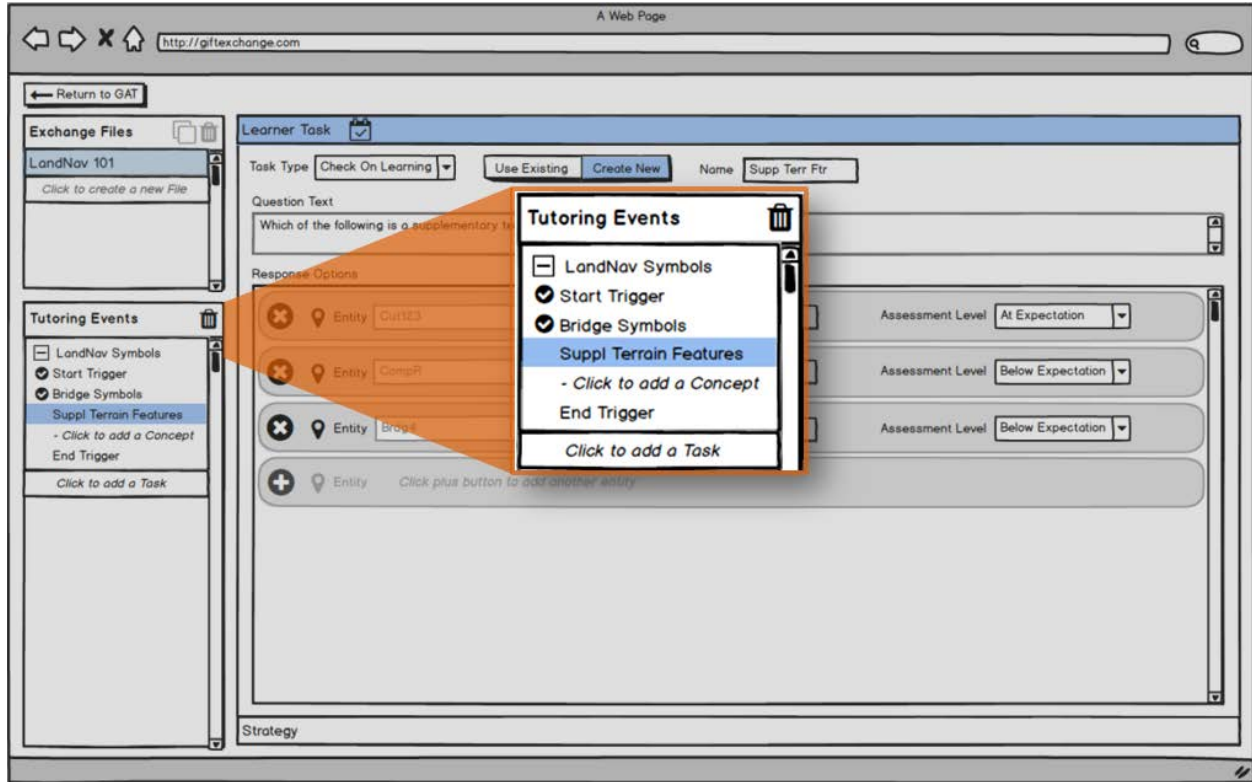 A Web Page
http://giftexchange.com
Return to GAT
Exchange Files
LandNav 101
Click to create a new File
Tutoring Events
LandNav Symbols
Start Trigger
Bridge Symbols
Suppl Terrain Features
- Click to add a Concept
End Trigger
Click to add a Task
Learner Task
Task Type Check On Learning Use Existing Create New Name Supp Terr Ftr
Question Text
Which of the following is a supplementary
Response Options
Entity Cult23 Assessment Level At Expectation
Entity CompR Assessment Level Below Expectation
Entity Assessment Level Below Expectation
Entity Click plus button to add another entity
Tutoring Events
LandNav Symbols
Start Trigger
Bridge Symbols
Suppl Terrain Features
- Click to add a Concept
End Trigger
Click to add a Task
Strategy